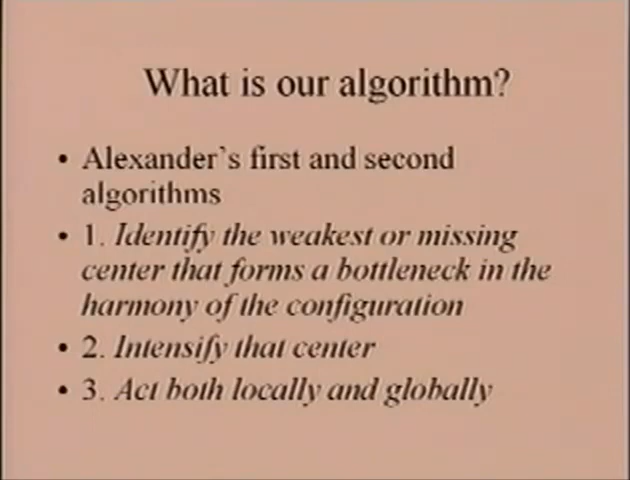 What is our algorithm?
• Alexander's first and second
algorithms
• 1. Identify the weakest or missing
center that forms a bottleneck in the
harmony of the configuration
• 2. Intensify that center
• 3. Act both locally and globally